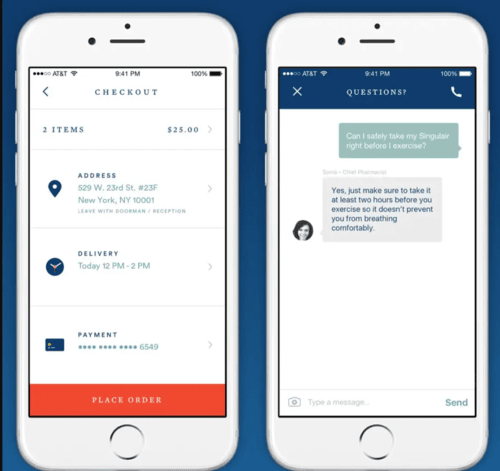 AT&T 9:41 PM 100%
CHECKOUT
2 ITEMS $25.00
ADDRESS
529 W. 23rd St. #23F
New York, NY 10001
LEAVE WITH DOORMAN / RECEPTION
DELIVERY
Today 12 PM - 2 PM
PAYMENT
**** **** **** 6549
PLACE ORDER
AT&T 9:41 PM 100%
QUESTIONS?
Can I safely take my Singulair
right before I exercise?
Sonia - Chief Pharmacist
Yes, just make sure to take it
at least two hours before you
exercise so it doesn't prevent
you from breathing
comfortably.
Type a message... Send